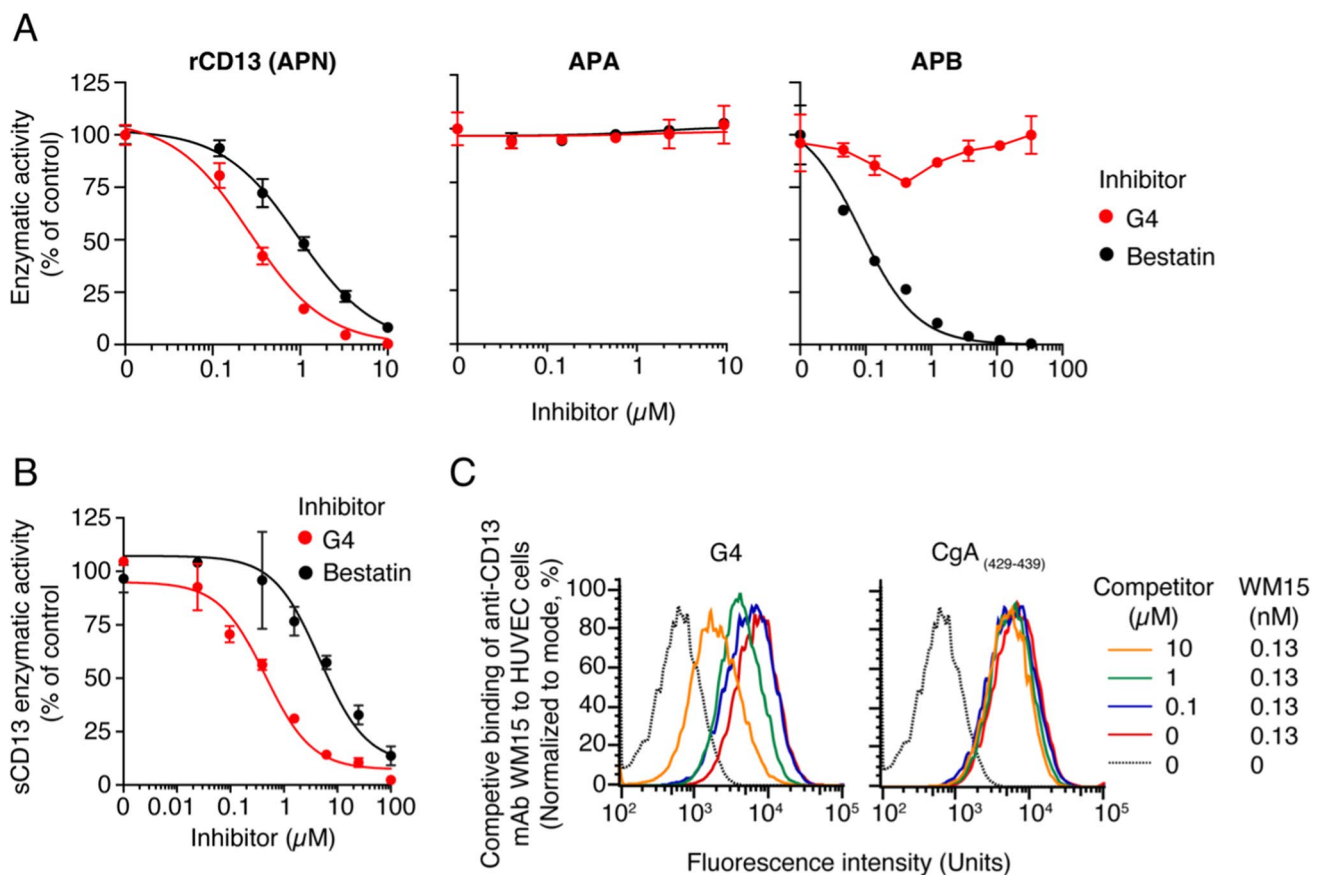 A
rCD13 (APN)
APA
APB
Enzymatic activity
(% of control)
125
100
75
50
25
0
0 0.1 1 10
0 0.1 1 10
0 0.1 1 10 100
Inhibitor (µM)
Inhibitor
G4
Bestatin
B
sCD13 enzymatic activity
(% of control)
125
100
75
50
25
0
0 0.01 0.1 1 10 100
Inhibitor (µM)
Inhibitor
G4
Bestatin
C
Competive binding of anti-CD13
mAb WM15 to HUVEC cells
(Normalized to mode, %)
G4
CgA (429-439)
100
80
60
40
20
0
10² 10³ 10⁴ 10⁵
10² 10³ 10⁴ 10⁵
Fluorescence intensity (Units)
Competitor WM15
(µM) (nM)
10 0.13
1 0.13
0.1 0.13
0 0.13
0 0